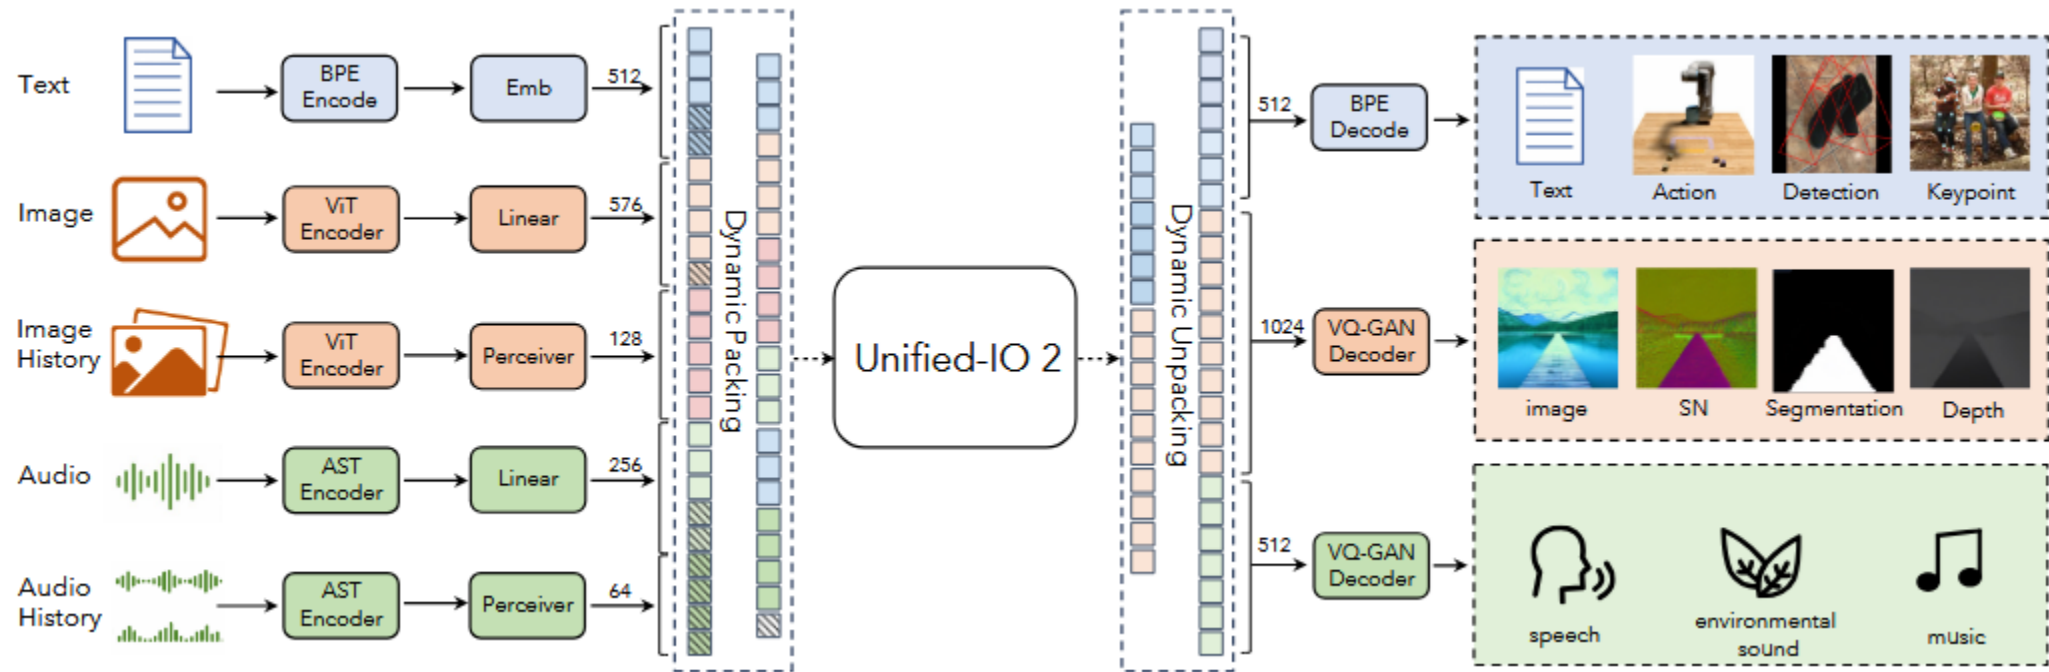 Text
BPE
Encode
Emb
512
Image
ViT
Encoder
Linear
576
Image
History
ViT
Encoder
Perceiver
128
Audio
AST
Encoder
Linear
256
Audio
History
AST
Encoder
Perceiver
64
Dynamic Packing
Unified-IO 2
Dynamic Unpacking
512
BPE
Decode
Text
Action
Detection
Keypoint
1024
VQ-GAN
Decoder
image
SN
Segmentation
Depth
512
VQ-GAN
Decoder
speech
environmental
sound
music